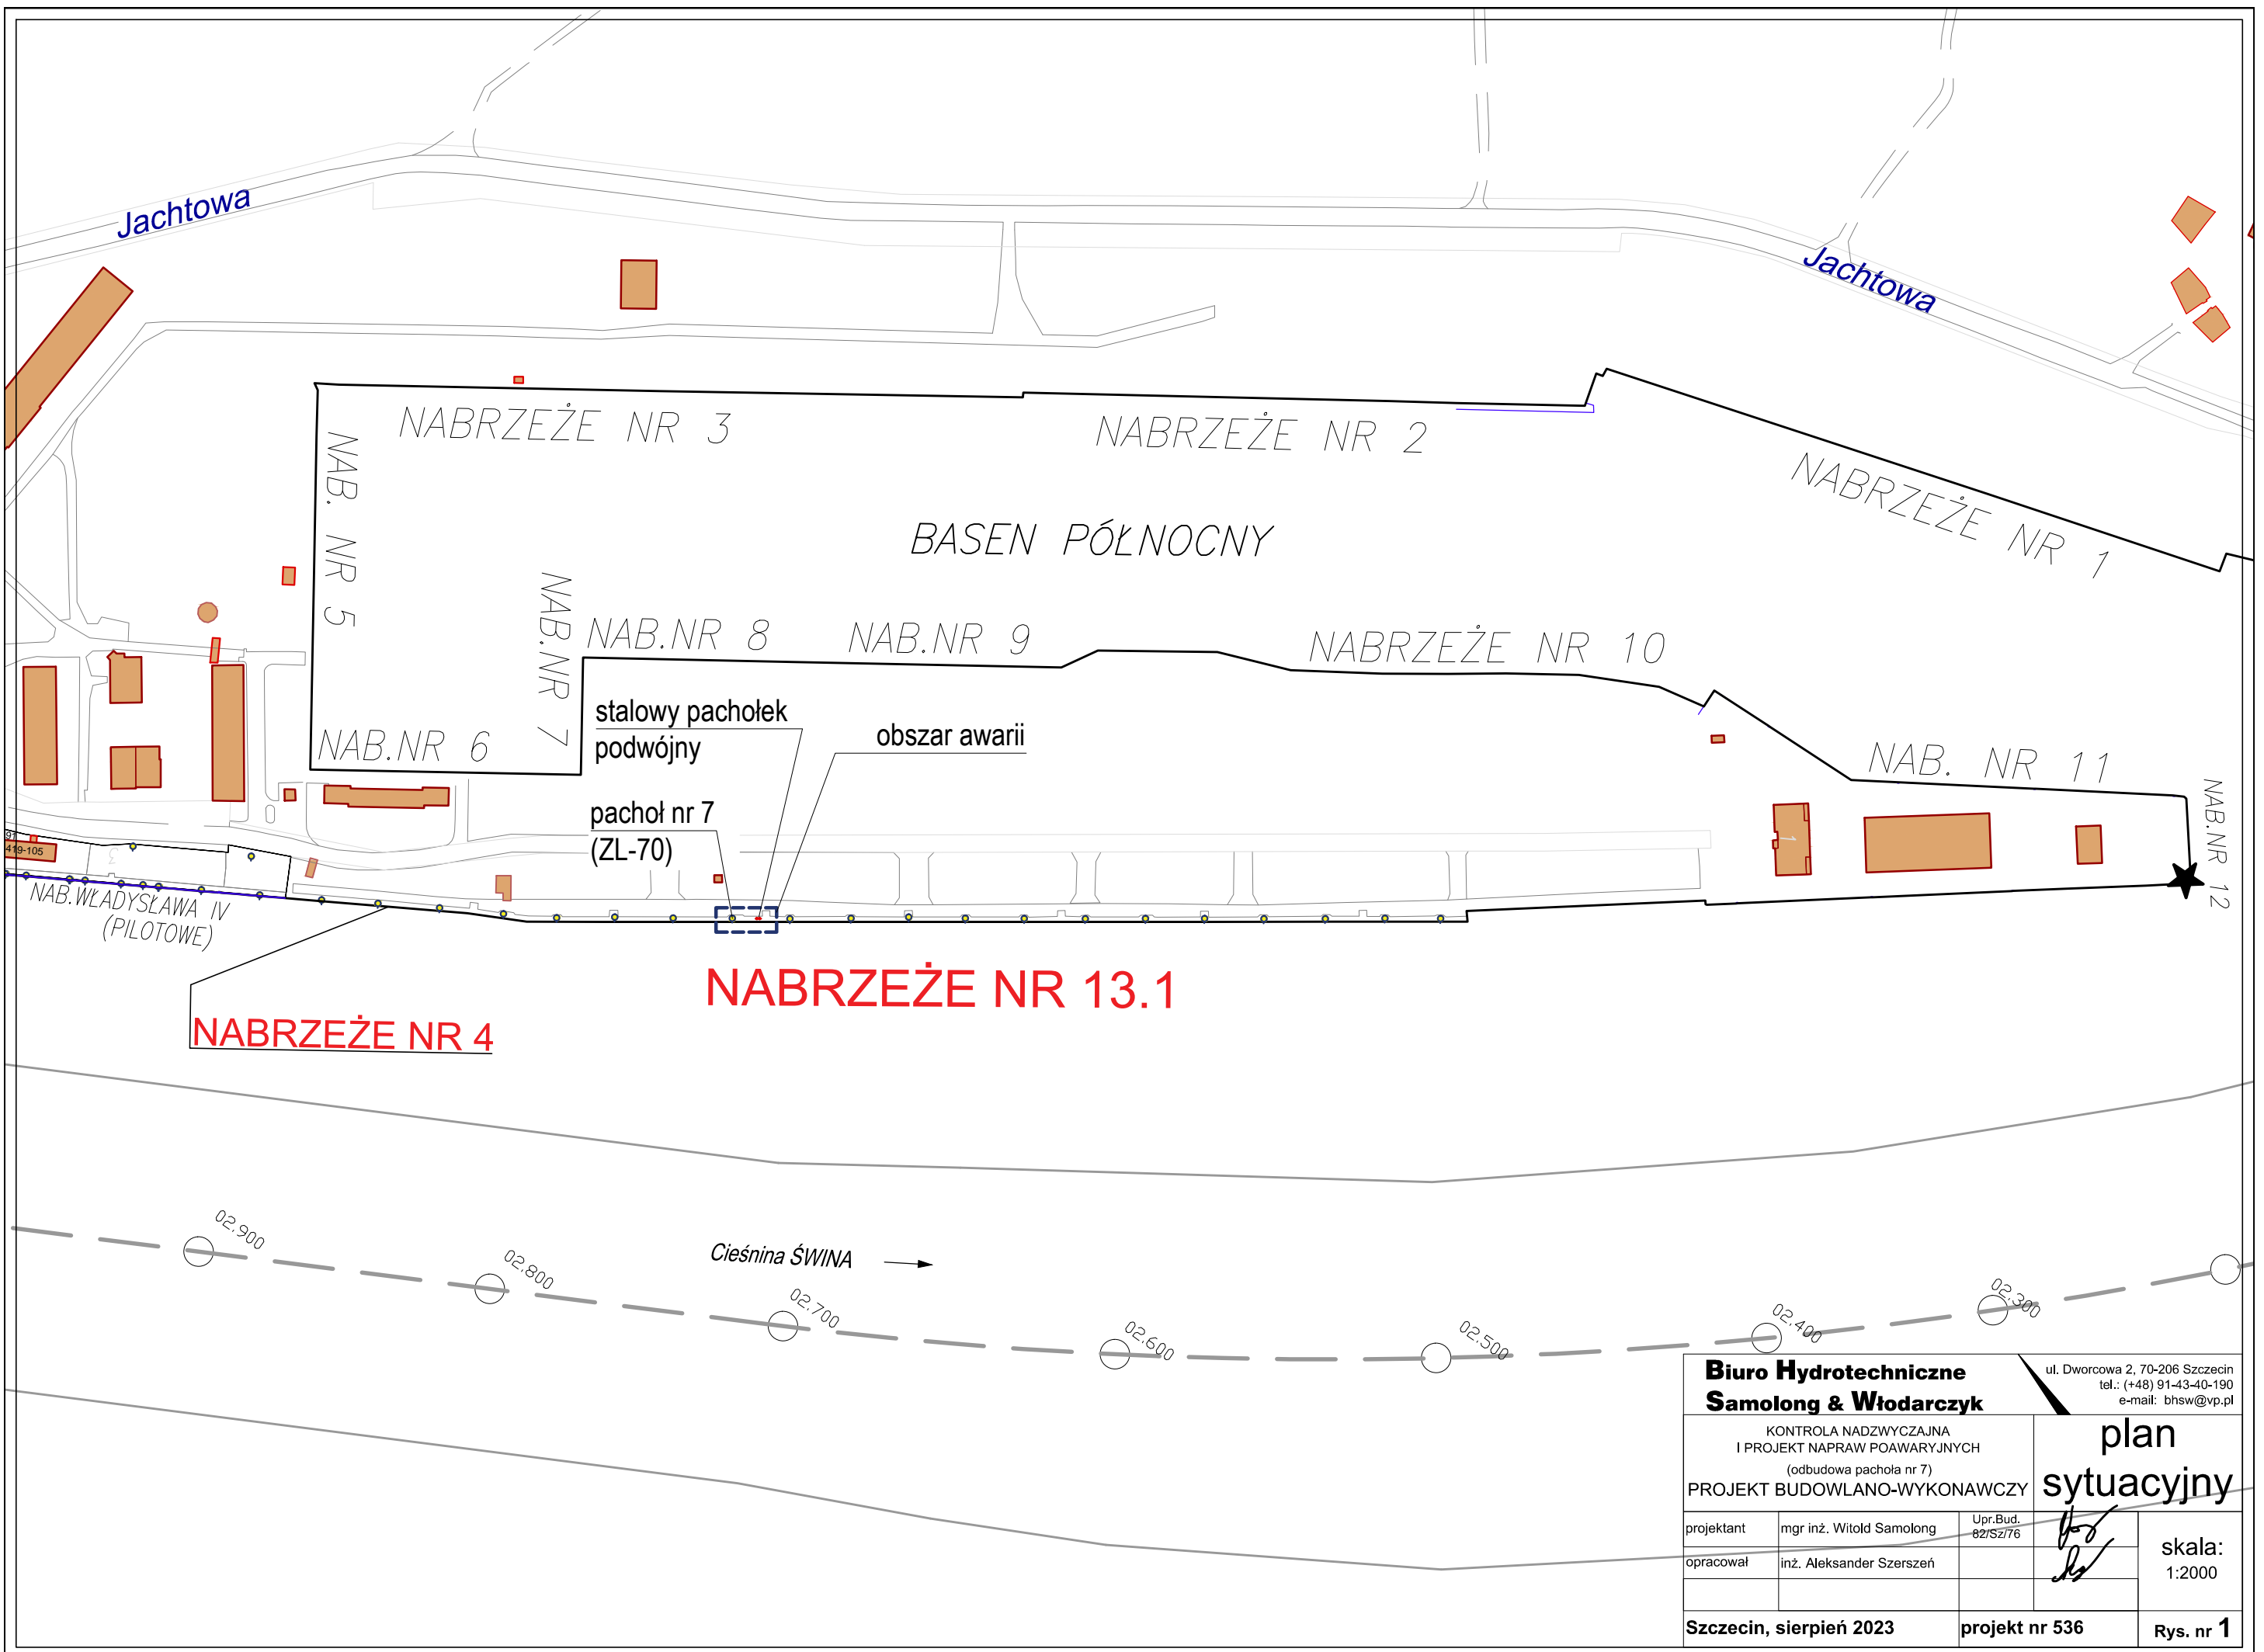 Jachtowa
Jachtowa
NABRZEŻE NR 3
NABRZEŻE NR 2
NABRZEŻE NR 1
NAB. NR 5
BASEN PÓŁNOCNY
NAB.NR 7
NAB.NR 8
NAB.NR 9
NABRZEŻE NR 10
NAB.NR 6
stalowy pachołek
podwójny
obszar awarii
NAB. NR 11
NAB.NR 12
pachoł nr 7
(ZL-70)
1
3
91
419-105
NAB.WŁADYSŁAWA IV
(PILOTOWE)
NABRZEŻE NR 13.1
NABRZEŻE NR 4
02.900
02.800
Cieśnina ŚWINA
02.700
02.600
02.500
02.400
02.300
Biuro Hydrotechniczne
Samolong & Włodarczyk
ul. Dworcowa 2, 70-206 Szczecin
tel.: (+48) 91-43-40-190
e-mail: bhsw@vp.pl
KONTROLA NADZWYCZAJNA
I PROJEKT NAPRAW POAWARYJNYCH
(odbudowa pachoła nr 7)
PROJEKT BUDOWLANO-WYKONAWCZY
plan
sytuacyjny
projektant mgr inż. Witold Samolong
Upr.Bud.
82/Sz/76
opracował inż. Aleksander Szerszeń
skala:
1:2000
Szczecin, sierpień 2023 projekt nr 536 Rys. nr 1